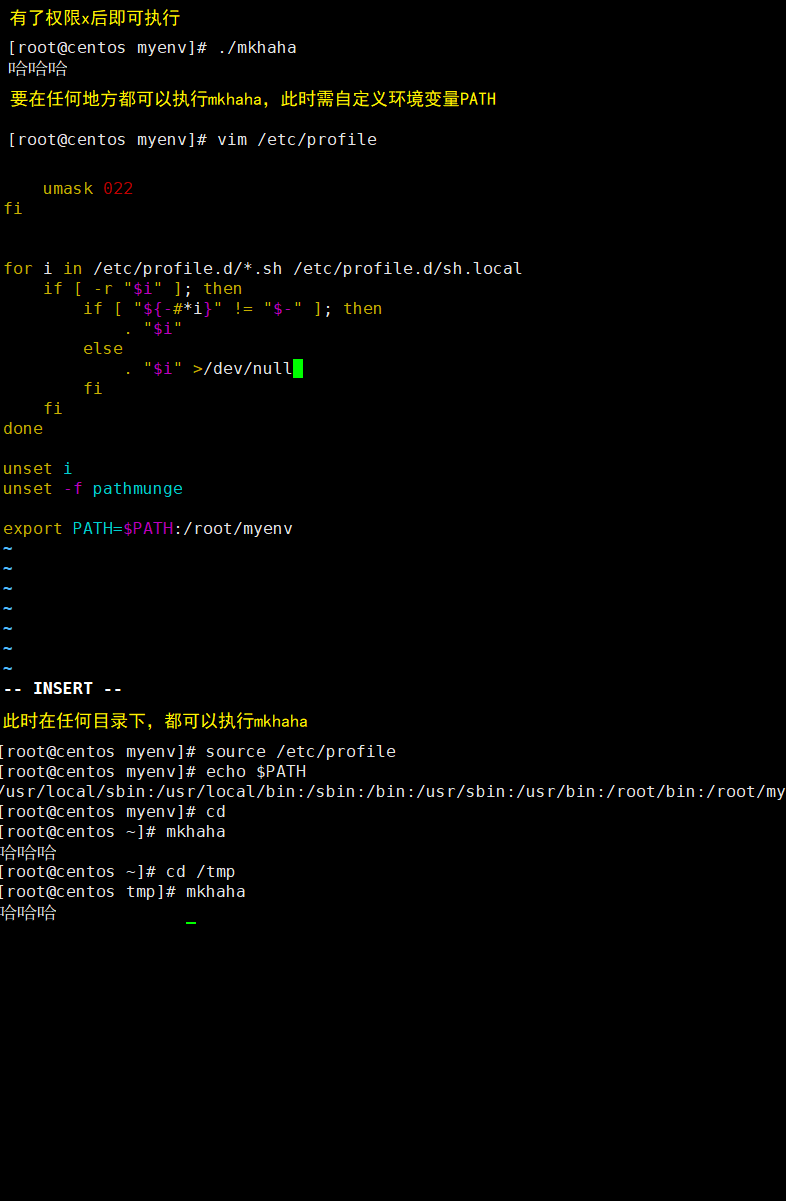 有了权限x后即可执行
[root@centos myenv]# ./mkhaha
哈哈哈
要在任何地方都可以执行mkhaha，此时需自定义环境变量PATH
[root@centos myenv]# vim /etc/profile
    umask 022
fi
for i in /etc/profile.d/*.sh /etc/profile.d/sh.local
    if [ -r "$i" ]; then
        if [ "${-#*i}" != "$-" ]; then
            . "$i"
        else
            . "$i" >/dev/null
        fi
    fi
done
unset i
unset -f pathmunge
export PATH=$PATH:/root/myenv
~
~
~
~
~
~
~
-- INSERT --
此时在任何目录下，都可以执行mkhaha
[root@centos myenv]# source /etc/profile
[root@centos myenv]# echo $PATH
/usr/local/sbin:/usr/local/bin:/sbin:/bin:/usr/sbin:/usr/bin:/root/bin:/root/my
[root@centos myenv]# cd
[root@centos ~]# mkhaha
哈哈哈
[root@centos ~]# cd /tmp
[root@centos tmp]# mkhaha
哈哈哈